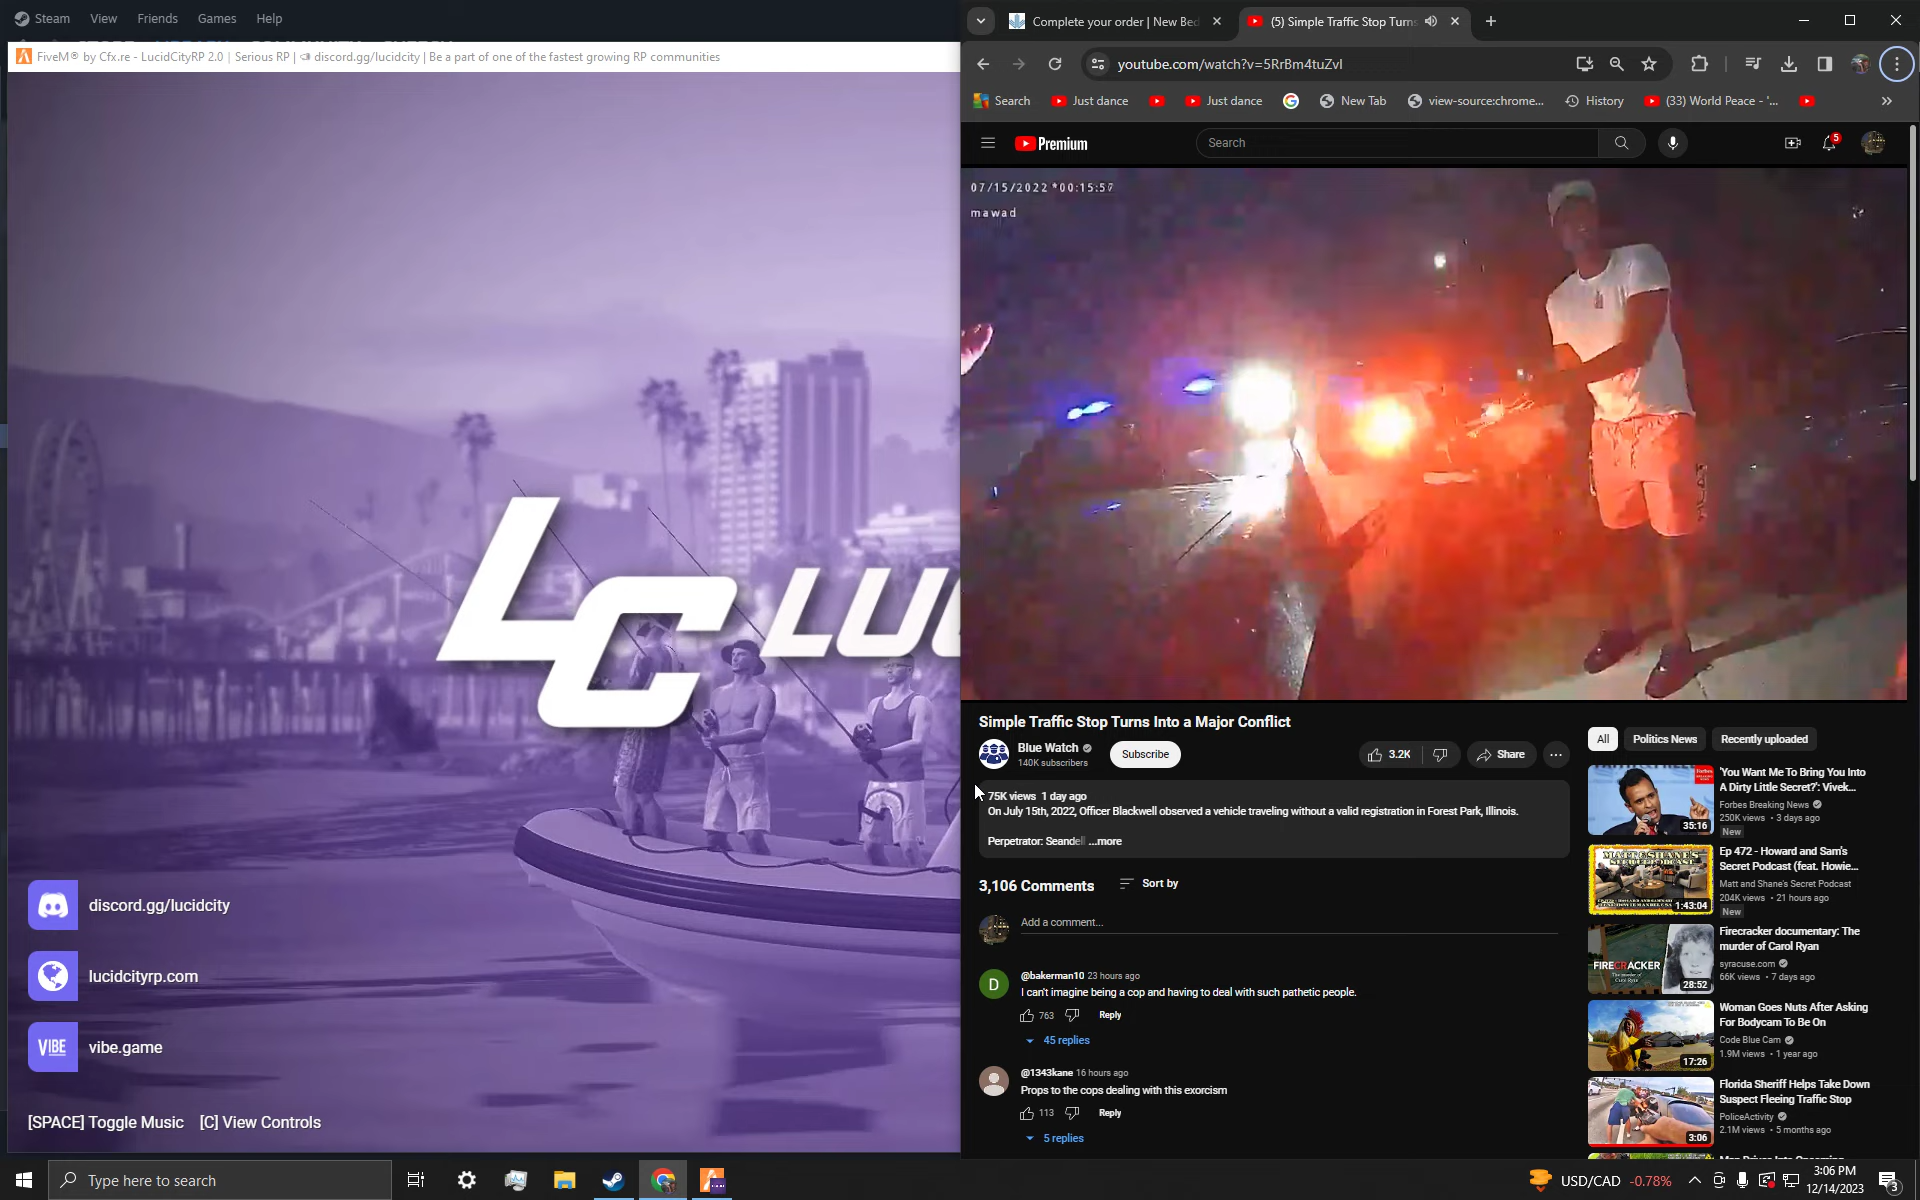 Steam View Friends Games Help
FiveM® by Cfx.re - LucidCityRP 2.0 | Serious RP | discord.gg/lucidcity | Be a part of one of the fastest growing RP communities
LC LUC
discord.gg/lucidcity
lucidcityrp.com
VIBE vibe.game
[SPACE] Toggle Music [C] View Controls
Complete your order | New Bed
(5) Simple Traffic Stop Turns
youtube.com/watch?v=5RrBm4tuZvI
Search Just dance Just dance New Tab view-source:chrome... History (33) World Peace - '... »
Premium
Search
5
07/15/2022 *00:15:57
mawad
Simple Traffic Stop Turns Into a Major Conflict
Blue Watch
140K subscribers
Subscribe
3.2K
Share
75K views 1 day ago
On July 15th, 2022, Officer Blackwell observed a vehicle traveling without a valid registration in Forest Park, Illinois.
Perpetrator: Seandell ...more
3,106 Comments Sort by
Add a comment...
D
@bakerman10 23 hours ago
I can't imagine being a cop and having to deal with such pathetic people.
763 Reply
45 replies
@1343kane 16 hours ago
Props to the cops dealing with this exorcism
113 Reply
5 replies
All Politics News Recently uploaded
'You Want Me To Bring You Into
A Dirty Little Secret?': Vivek...
Forbes Breaking News
250K views • 3 days ago
New
35:16
Ep 472 - Howard and Sam's
Secret Podcast (feat. Howie...
Matt and Shane's Secret Podcast
204K views • 21 hours ago
New
MATT & SHANE'S
SECRET PODCAST
1:43:04
Firecracker documentary: The
murder of Carol Ryan
syracuse.com
66K views • 7 days ago
FIRECRACKER
28:52
Woman Goes Nuts After Asking
For Bodycam To Be On
Code Blue Cam
1.9M views • 1 year ago
17:26
Florida Sheriff Helps Take Down
Suspect Fleeing Traffic Stop
PoliceActivity
2.1M views • 5 months ago
3:06
Type here to search
USD/CAD -0.78%
3:06 PM
12/14/2023
3